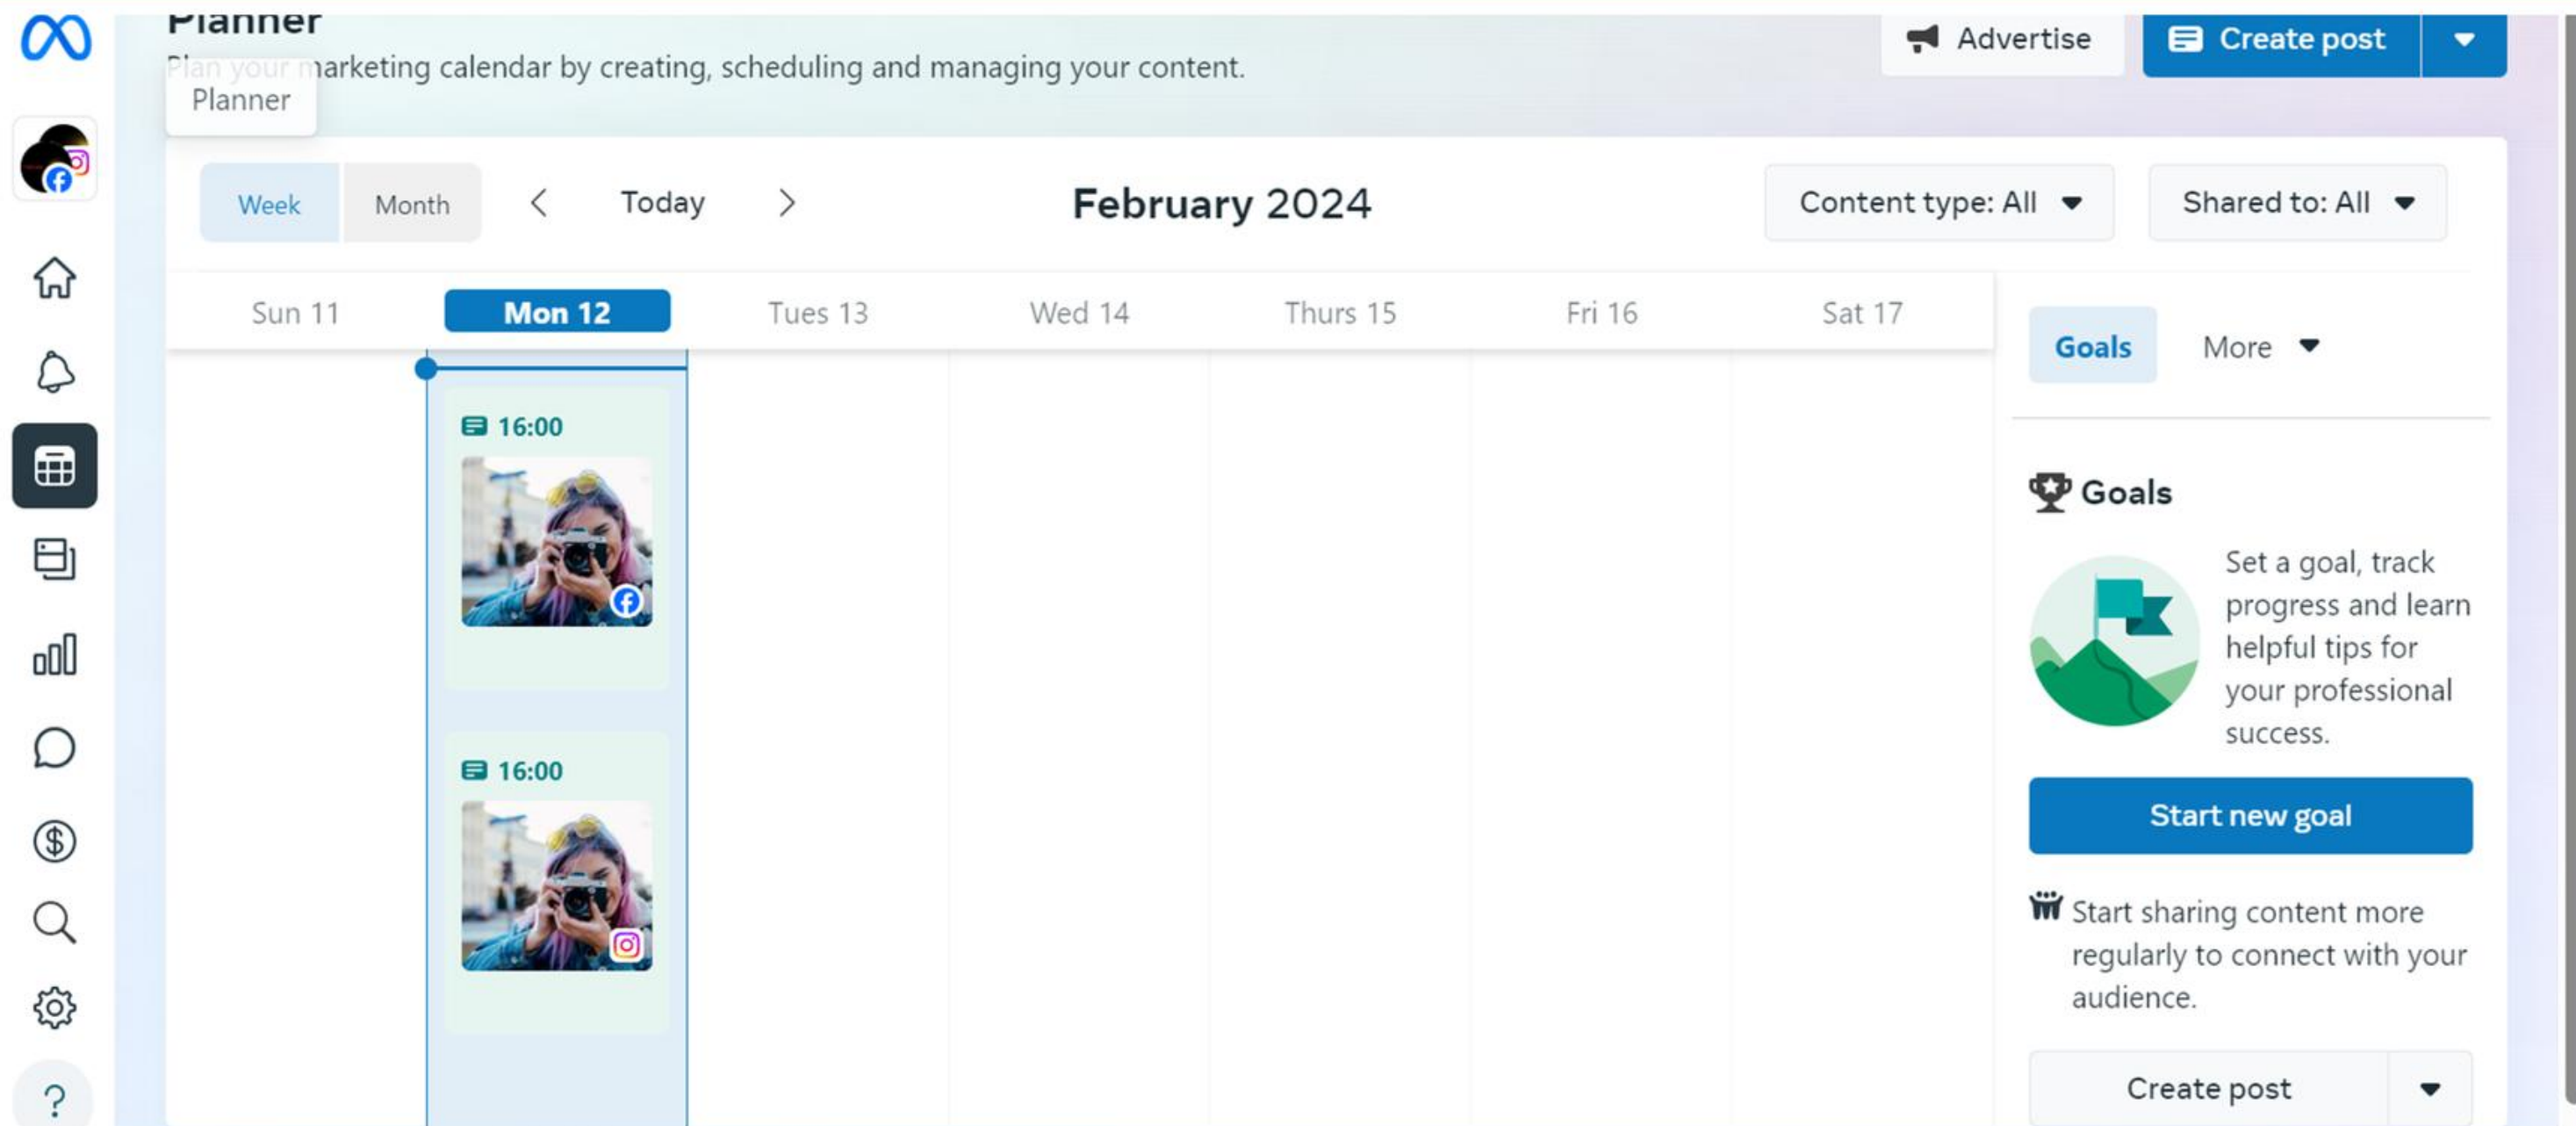 Planner
Plan your marketing calendar by creating, scheduling and managing your content.
Planner
Advertise
Create post
Week
Month
Today
February 2024
Content type: All
Shared to: All
Sun 11
Mon 12
Tues 13
Wed 14
Thurs 15
Fri 16
Sat 17
16:00
16:00
Goals
More
Goals
Set a goal, track
progress and learn
helpful tips for
your professional
success.
Start new goal
Start sharing content more
regularly to connect with your
audience.
Create post
?